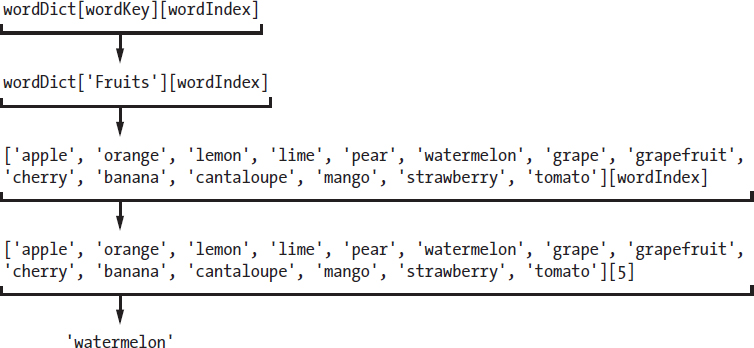 wordDict[wordKey][wordIndex]
wordDict['Fruits'][wordIndex]
['apple', 'orange', 'lemon', 'lime', 'pear', 'watermelon', 'grape', 'grapefruit',
'cherry', 'banana', 'cantaloupe', 'mango', 'strawberry', 'tomato'][wordIndex]
['apple', 'orange', 'lemon', 'lime', 'pear', 'watermelon', 'grape', 'grapefruit',
'cherry', 'banana', 'cantaloupe', 'mango', 'strawberry', 'tomato'][5]
'watermelon'